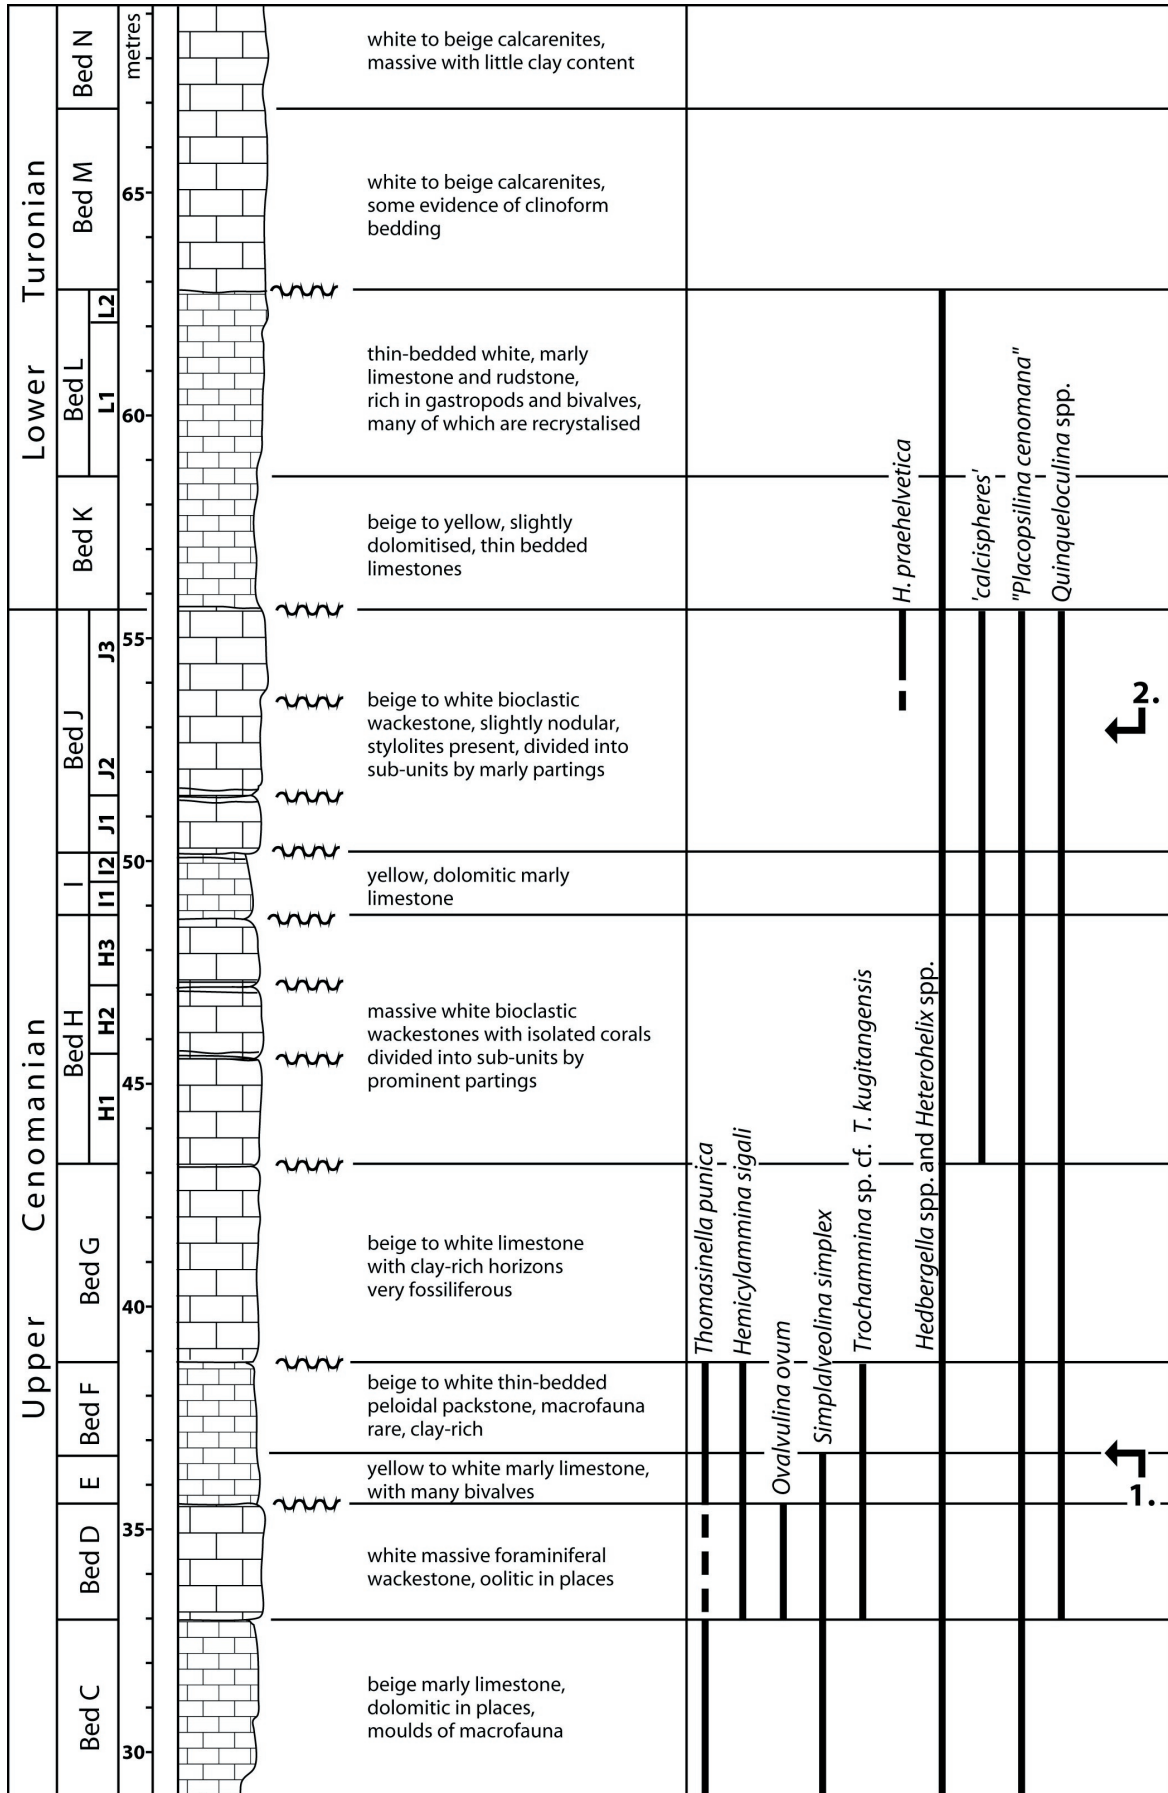 metres
Lower Turonian
Upper Cenomanian
Bed N
white to beige calcarenites,
massive with little clay content
Bed M
65
white to beige calcarenites,
some evidence of clinoform
bedding
Bed L
L2
L1
60
thin-bedded white, marly
limestone and rudstone,
rich in gastropods and bivalves,
many of which are recrystalised
Bed K
beige to yellow, slightly
dolomitised, thin bedded
limestones
Bed J
J3
J2
J1
55
beige to white bioclastic
wackestone, slightly nodular,
stylolites present, divided into
sub-units by marly partings
I
I2
I1
50
yellow, dolomitic marly
limestone
Bed H
H3
H2
H1
45
massive white bioclastic
wackestones with isolated corals
divided into sub-units by
prominent partings
Bed G
40
beige to white limestone
with clay-rich horizons
very fossiliferous
Bed F
beige to white thin-bedded
peloidal packstone, macrofauna
rare, clay-rich
E
yellow to white marly limestone,
with many bivalves
Bed D
35
white massive foraminiferal
wackestone, oolitic in places
Bed C
30
beige marly limestone,
dolomitic in places,
moulds of macrofauna
Thomasinella punica
Hemicylammina sigali
Ovalvulina ovum
Simplalveolina simplex
Trochammina sp. cf. T. kugitangensis
H. praehelvetica
Hedbergella spp. and Heterohelix spp.
'calcispheres'
"Placopsilina cenomana"
Quinqueloculina spp.
2.
1.